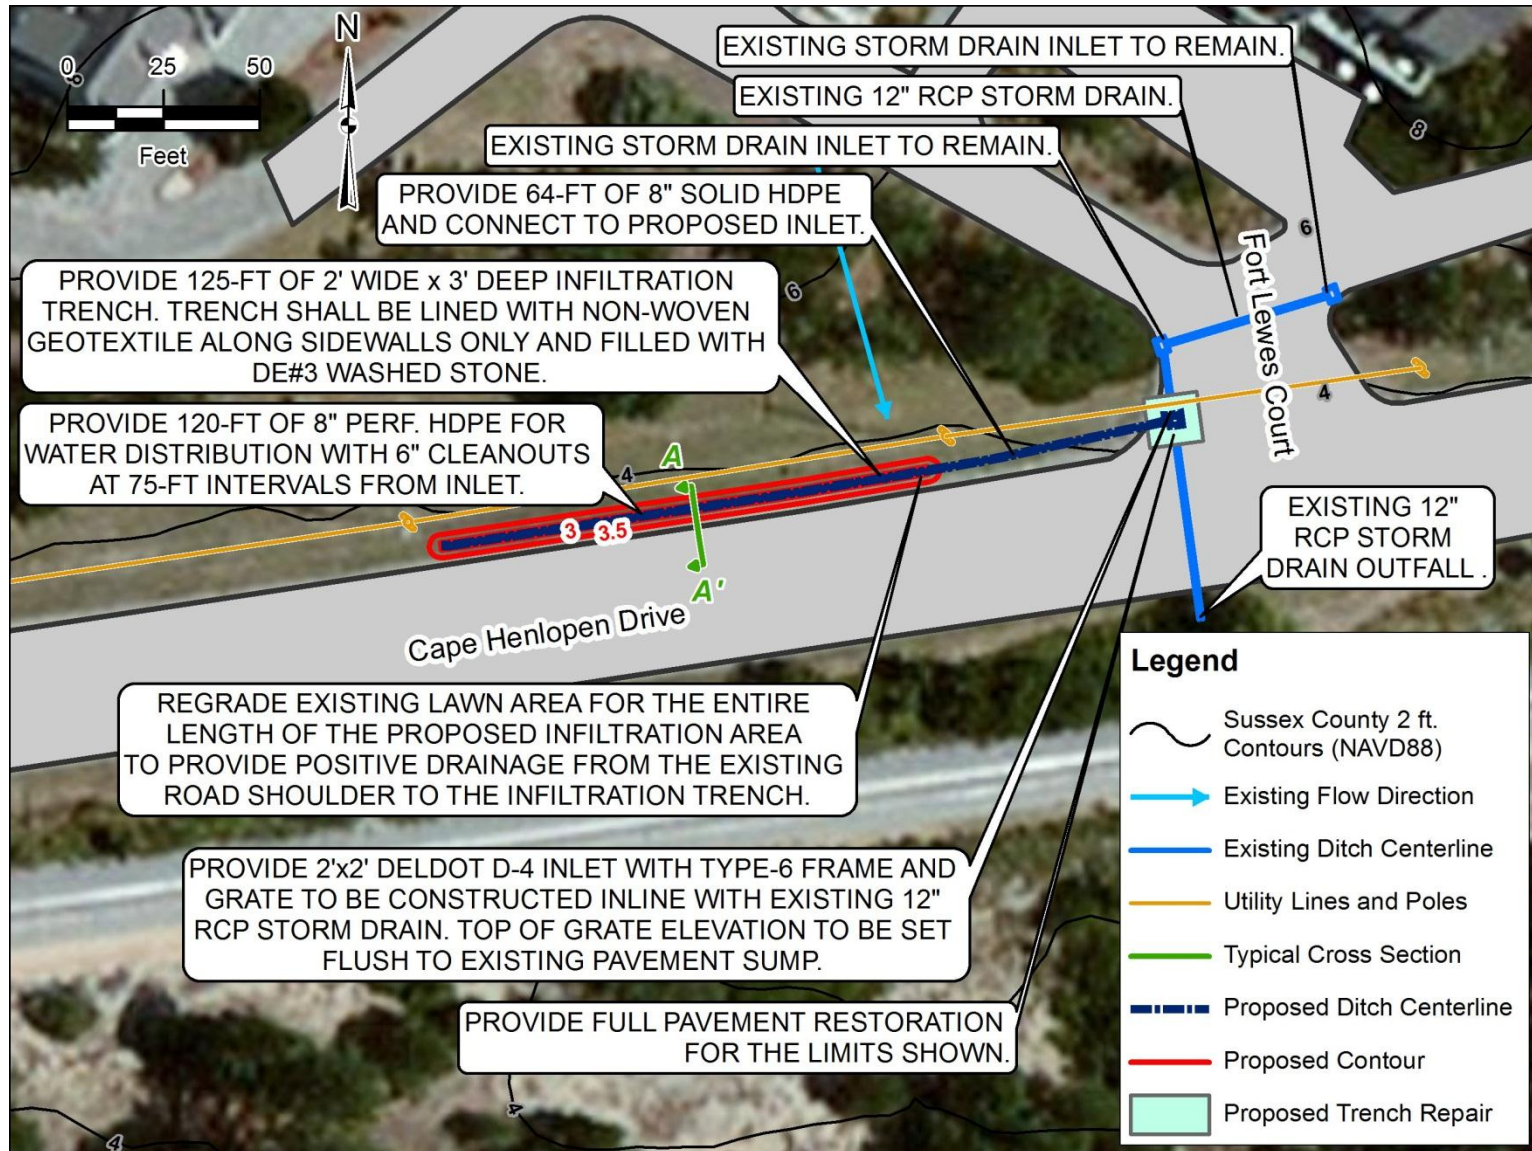 N
0 25 50
Feet
EXISTING STORM DRAIN INLET TO REMAIN.
EXISTING 12" RCP STORM DRAIN.
EXISTING STORM DRAIN INLET TO REMAIN.
PROVIDE 64-FT OF 8" SOLID HDPE
AND CONNECT TO PROPOSED INLET.
PROVIDE 125-FT OF 2' WIDE x 3' DEEP INFILTRATION
TRENCH. TRENCH SHALL BE LINED WITH NON-WOVEN
GEOTEXTILE ALONG SIDEWALLS ONLY AND FILLED WITH
DE#3 WASHED STONE.
PROVIDE 120-FT OF 8" PERF. HDPE FOR
WATER DISTRIBUTION WITH 6" CLEANOUTS
AT 75-FT INTERVALS FROM INLET.
6
8
6
6
Fort Lewes Court
4
4
A
3 3.5
A'
Cape Henlopen Drive
EXISTING 12"
RCP STORM
DRAIN OUTFALL .
REGRADE EXISTING LAWN AREA FOR THE ENTIRE
LENGTH OF THE PROPOSED INFILTRATION AREA
TO PROVIDE POSITIVE DRAINAGE FROM THE EXISTING
ROAD SHOULDER TO THE INFILTRATION TRENCH.
PROVIDE 2'x2' DELDOT D-4 INLET WITH TYPE-6 FRAME AND
GRATE TO BE CONSTRUCTED INLINE WITH EXISTING 12"
RCP STORM DRAIN. TOP OF GRATE ELEVATION TO BE SET
FLUSH TO EXISTING PAVEMENT SUMP.
PROVIDE FULL PAVEMENT RESTORATION
FOR THE LIMITS SHOWN.
4
4
Legend
Sussex County 2 ft.
Contours (NAVD88)
Existing Flow Direction
Existing Ditch Centerline
Utility Lines and Poles
Typical Cross Section
Proposed Ditch Centerline
Proposed Contour
Proposed Trench Repair